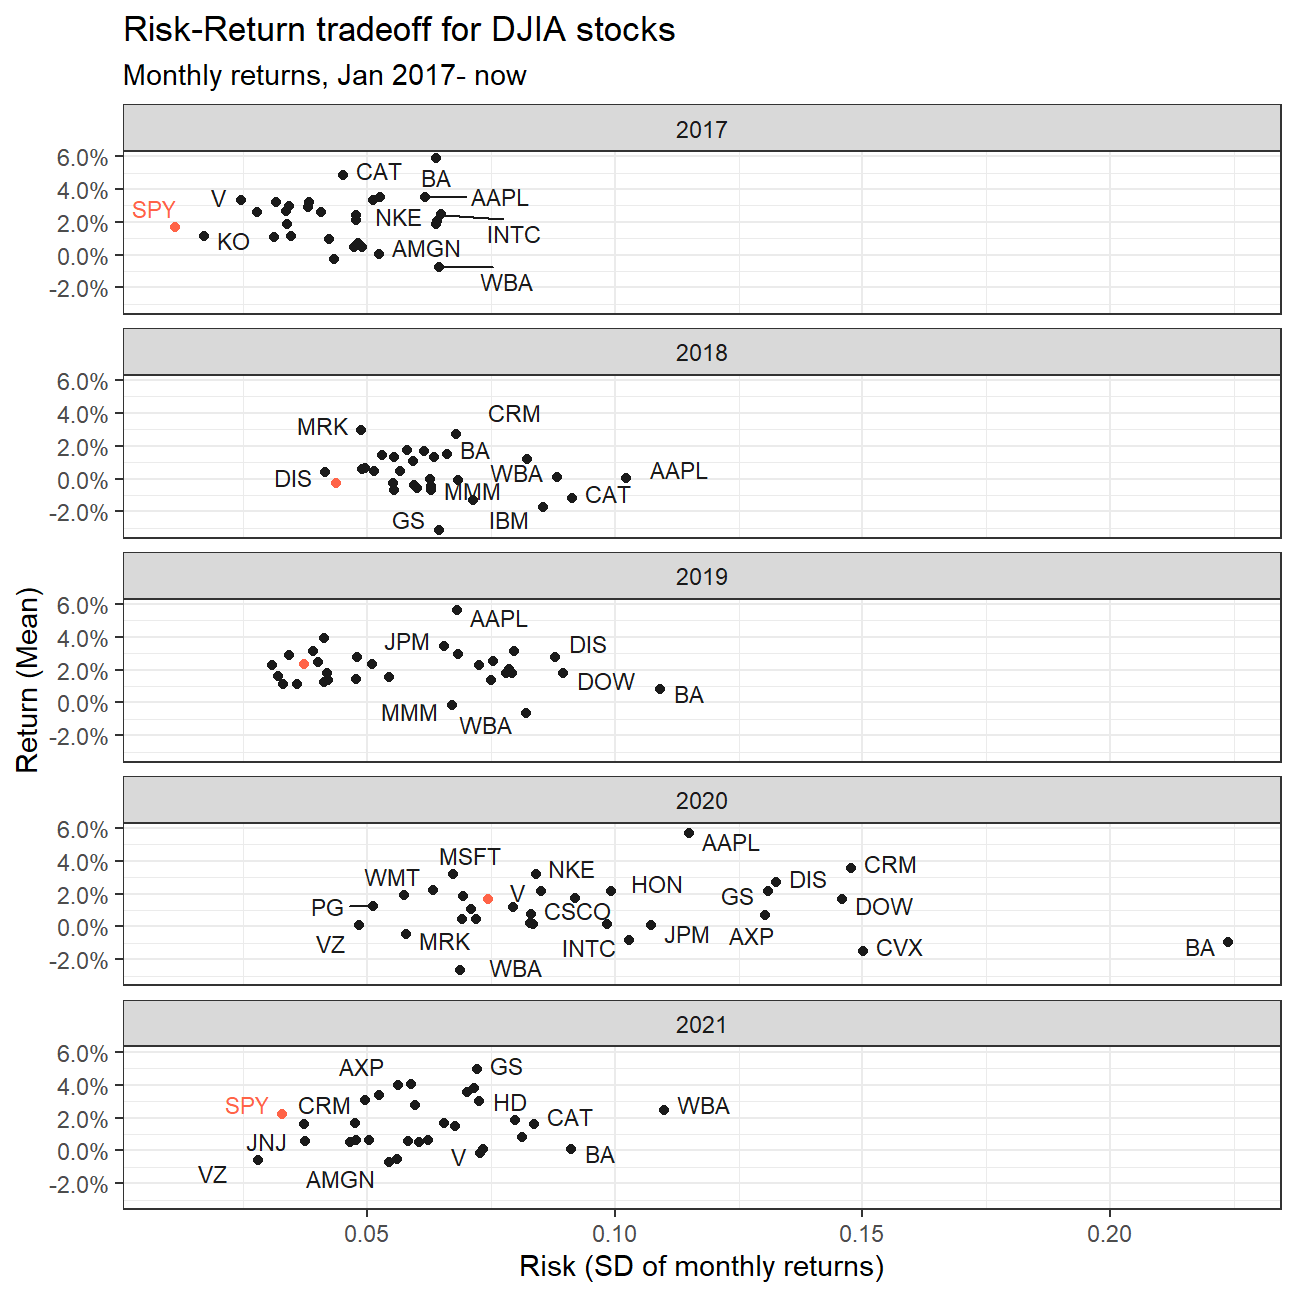 Risk-Return tradeoff for DJIA stocks
Monthly returns, Jan 2017- now
Return (Mean)
2017
6.0%
4.0%
2.0%
0.0%
-2.0%
CAT
BA
V
AAPL
SPY
NKE
INTC
KO
AMGN
WBA
2018
6.0%
4.0%
2.0%
0.0%
-2.0%
CRM
MRK
BA
WBA
AAPL
DIS
MMM
CAT
GS
IBM
2019
6.0%
4.0%
2.0%
0.0%
-2.0%
AAPL
JPM
DIS
DOW
BA
MMM
WBA
2020
6.0%
4.0%
2.0%
0.0%
-2.0%
AAPL
MSFT
NKE
CRM
WMT
HON
DIS
V
GS
PG
CSCO
DOW
VZ
MRK
INTC
JPM
AXP
CVX
BA
WBA
2021
6.0%
4.0%
2.0%
0.0%
-2.0%
AXP
GS
SPY
CRM
HD
WBA
CAT
JNJ
V
BA
VZ
AMGN
0.05
0.10
0.15
0.20
Risk (SD of monthly returns)